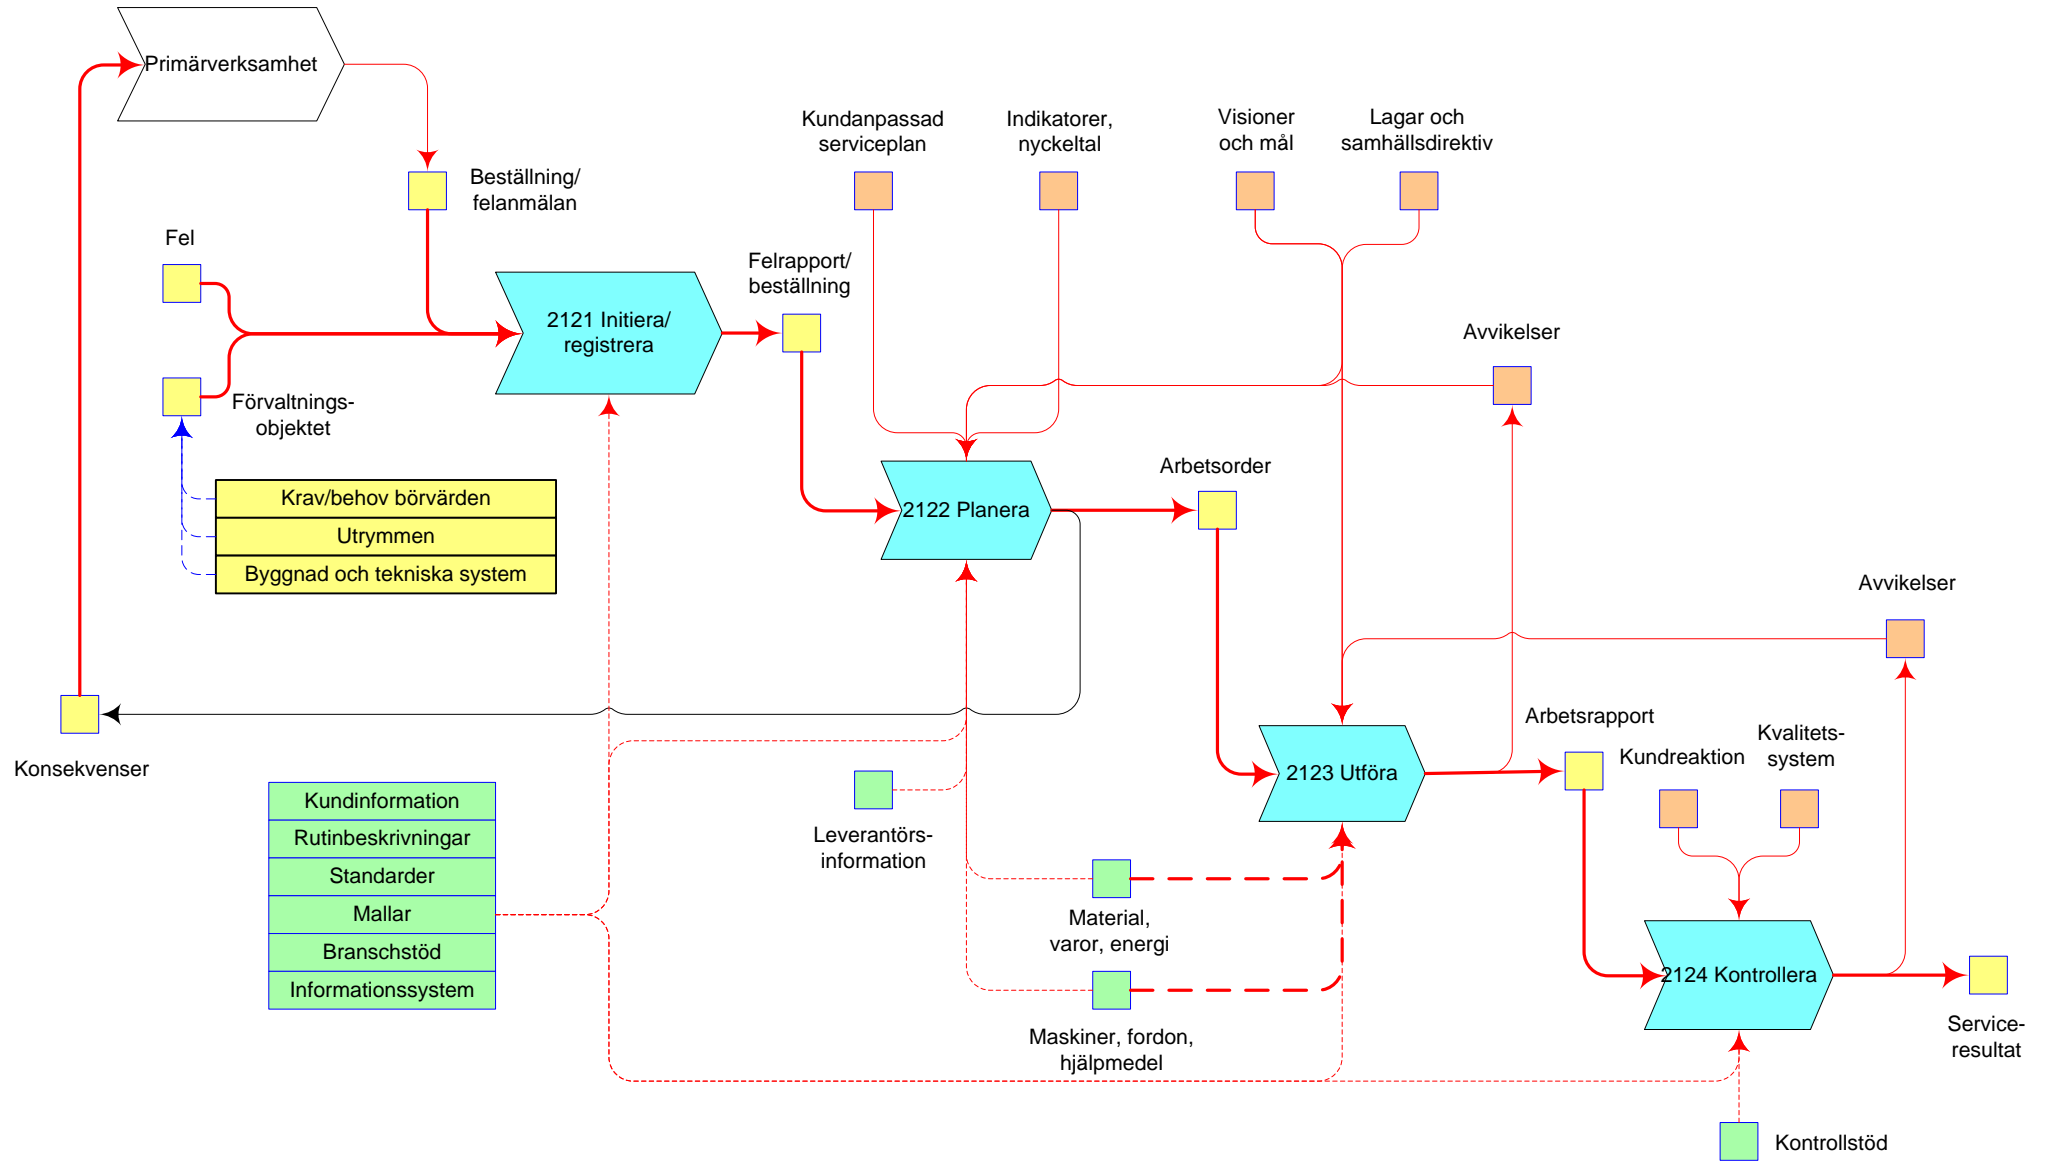 Primärverksamhet
Kundanpassad
serviceplan
Indikatorer,
nyckeltal
Visioner
och mål
Lagar och
samhällsdirektiv
Beställning/
felanmälan
Fel
Felrapport/
beställning
2121 Initiera/
registrera
Avvikelser
Förvaltnings-
objektet
Arbetsorder
Krav/behov börvärden
Utrymmen
Byggnad och tekniska system
2122 Planera
Avvikelser
Konsekvenser
Arbetsrapport
Kundreaktion
Kvalitets-
system
2123 Utföra
Kundinformation
Rutinbeskrivningar
Standarder
Mallar
Branschstöd
Informationssystem
Leverantörs-
information
Material,
varor, energi
Maskiner, fordon,
hjälpmedel
2124 Kontrollera
Service-
resultat
Kontrollstöd